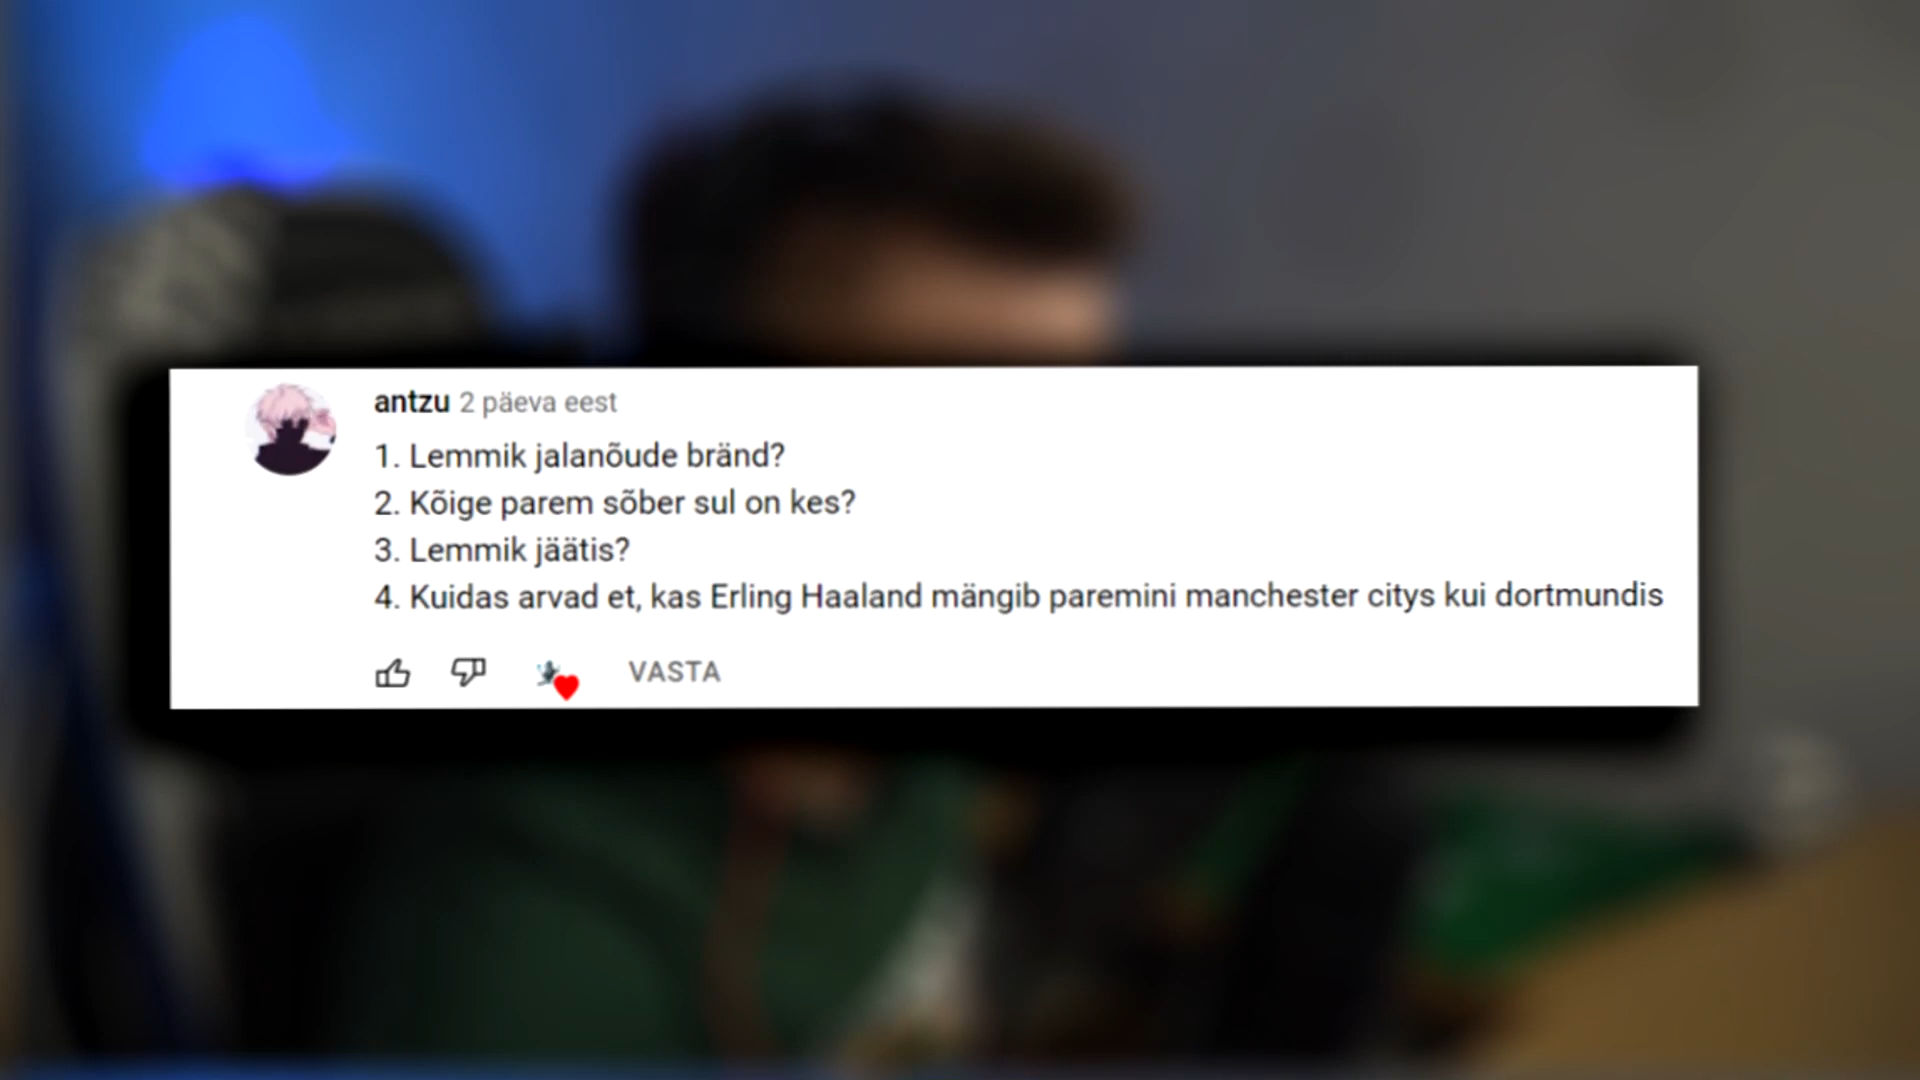 antzu 2 päeva eest
1. Lemmik jalanõude bränd?
2. Kõige parem sõber sul on kes?
3. Lemmik jäätis?
4. Kuidas arvad et, kas Erling Haaland mängib paremini manchester citys kui dortmundis
VASTA